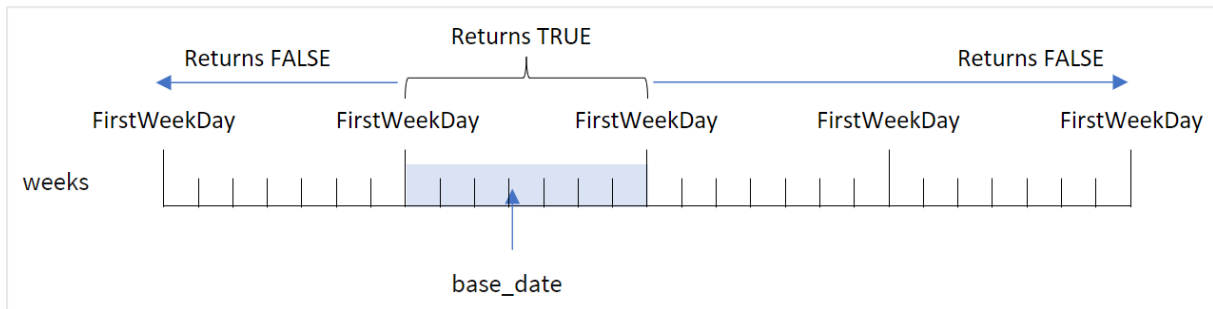 Returns TRUE
Returns FALSE Returns FALSE
FirstWeekDay FirstWeekDay FirstWeekDay FirstWeekDay FirstWeekDay
weeks
base_date